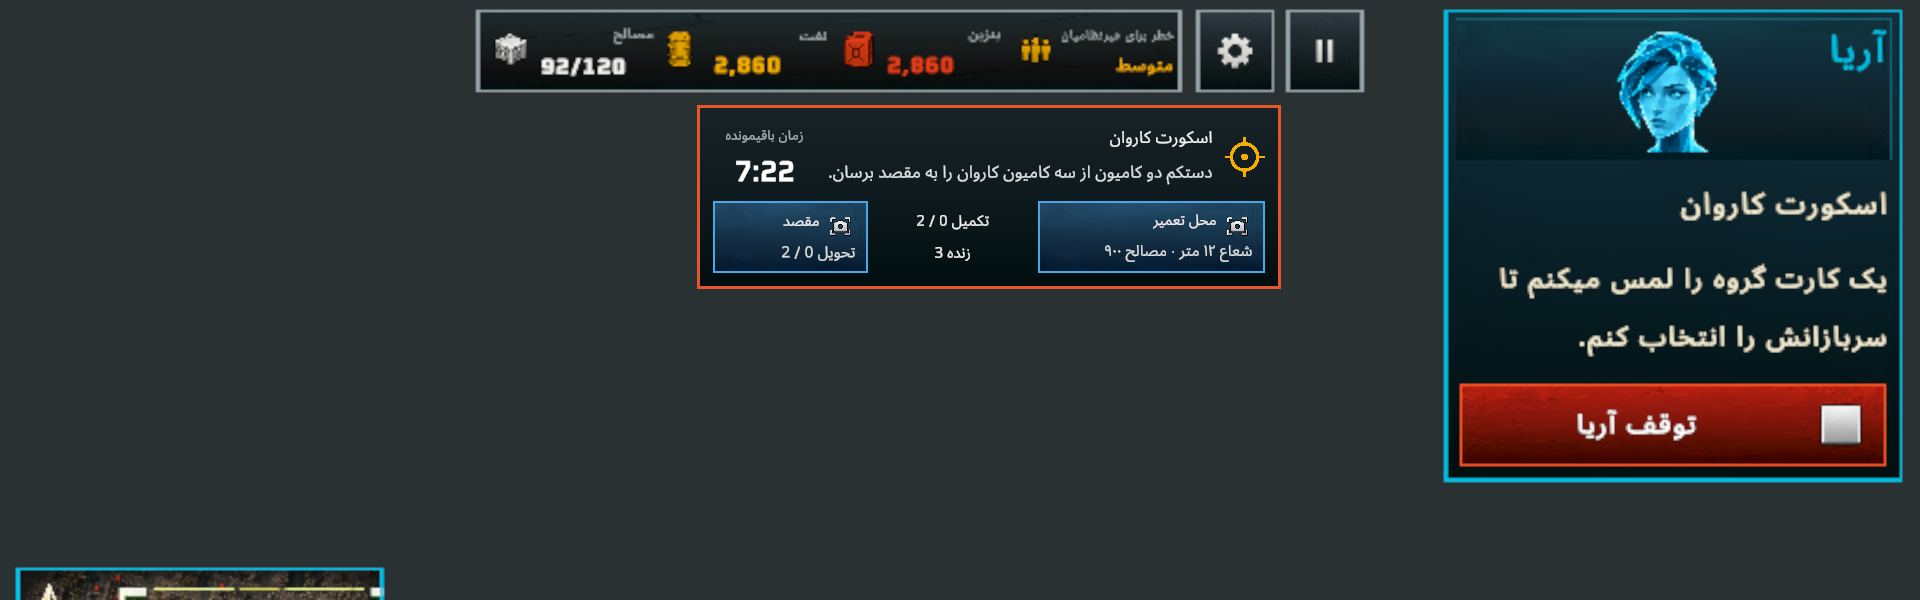 خطر برای غیرنظامیان
متوسط
بنزین
2,860
نفت
2,860
مصالح
92/120
اسکورت کاروان
دستکم دو کامیون از سه کامیون کاروان را به مقصد برسان.
زمان باقیمونده
7:22
محل تعمیر
شعاع ۱۲ متر · مصالح ۹۰۰
تکمیل 0 / 2
زنده 3
مقصد
تحویل 0 / 2
آریا
اسکورت کاروان
یک کارت گروه را لمس میکنم تا
سربازانش را انتخاب کنم.
توقف آریا